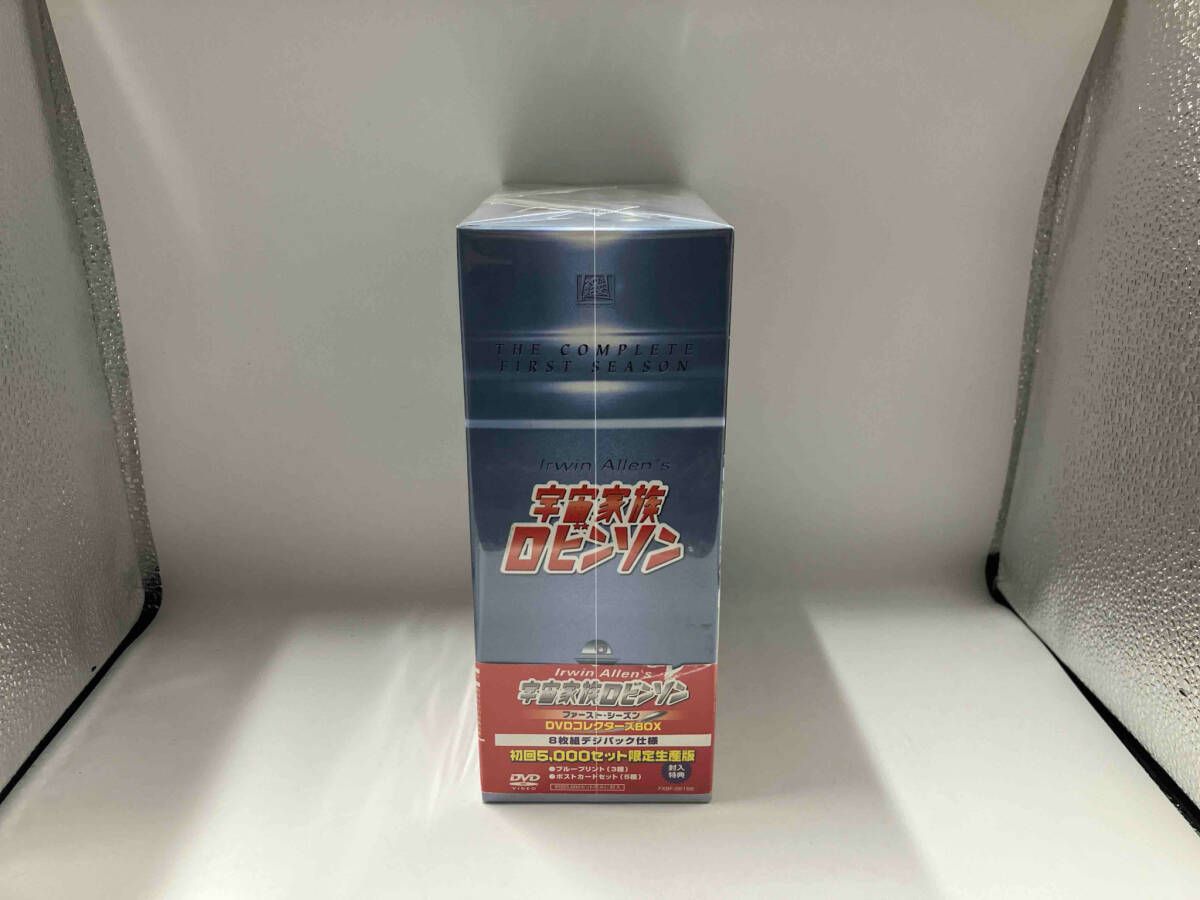 THE COMPLETE
FIRST SEASON
Irwin Allen's
宇宙家族
ロビンソン
Irwin Allen's
宇宙家族ロビンソン
ファースト・シーズン
DVDコレクターズBOX
8枚組デジパック仕様
初回5,000セット限定生産版
●ブループリント(3種)
●ポストカードセット(5種)
封入
特典
DVD
VIDEO